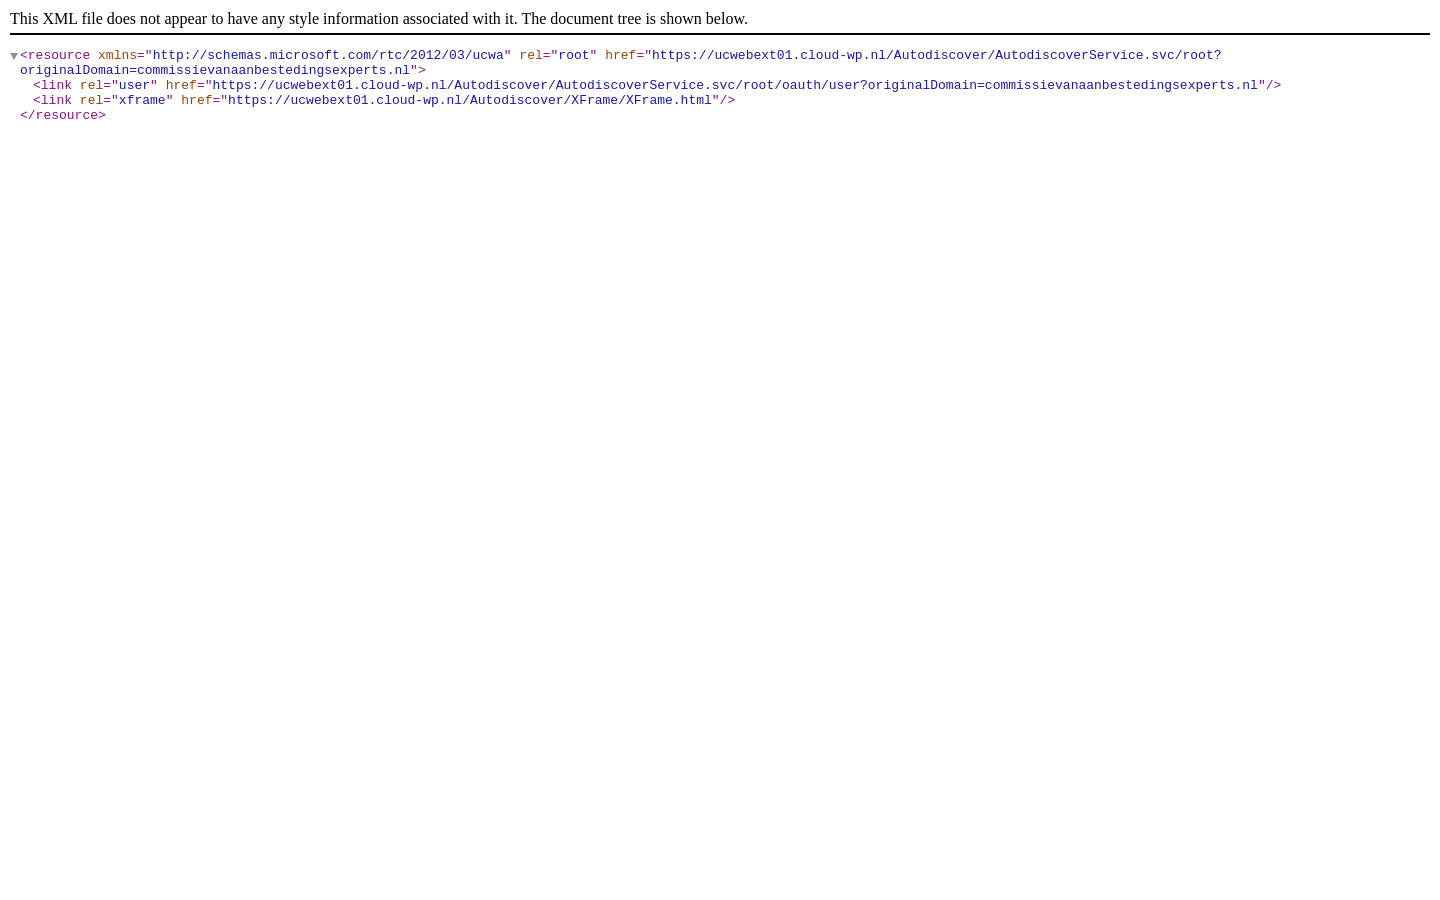 This XML file does not appear to have any style information associated with it. The document tree is shown below.
<resource xmlns="http://schemas.microsoft.com/rtc/2012/03/ucwa" rel="root" href="https://ucwebext01.cloud-wp.nl/Autodiscover/AutodiscoverService.svc/root?
originalDomain=commissievanaanbestedingsexperts.nl">
<link rel="user" href="https://ucwebext01.cloud-wp.nl/Autodiscover/AutodiscoverService.svc/root/oauth/user?originalDomain=commissievanaanbestedingsexperts.nl"/>
<link rel="xframe" href="https://ucwebext01.cloud-wp.nl/Autodiscover/XFrame/XFrame.html"/>
</resource>